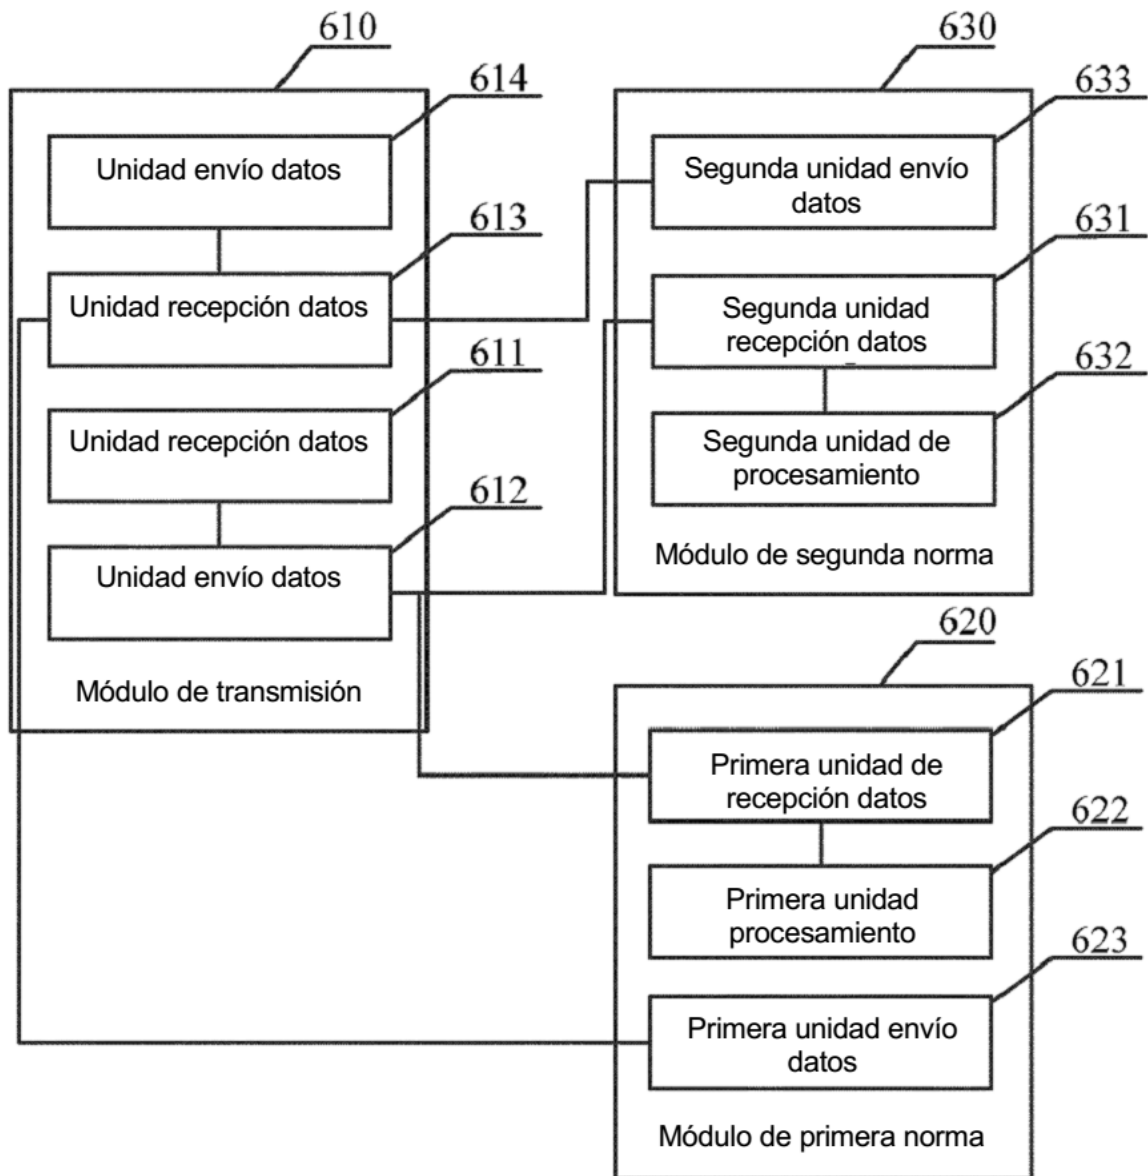 610
614
Unidad envío datos
613
Unidad recepción datos
611
Unidad recepción datos
612
Unidad envío datos
Módulo de transmisión
630
633
Segunda unidad envío
datos
631
Segunda unidad
recepción datos
632
Segunda unidad de
procesamiento
Módulo de segunda norma
620
621
Primera unidad de
recepción datos
622
Primera unidad
procesamiento
623
Primera unidad envío
datos
Módulo de primera norma